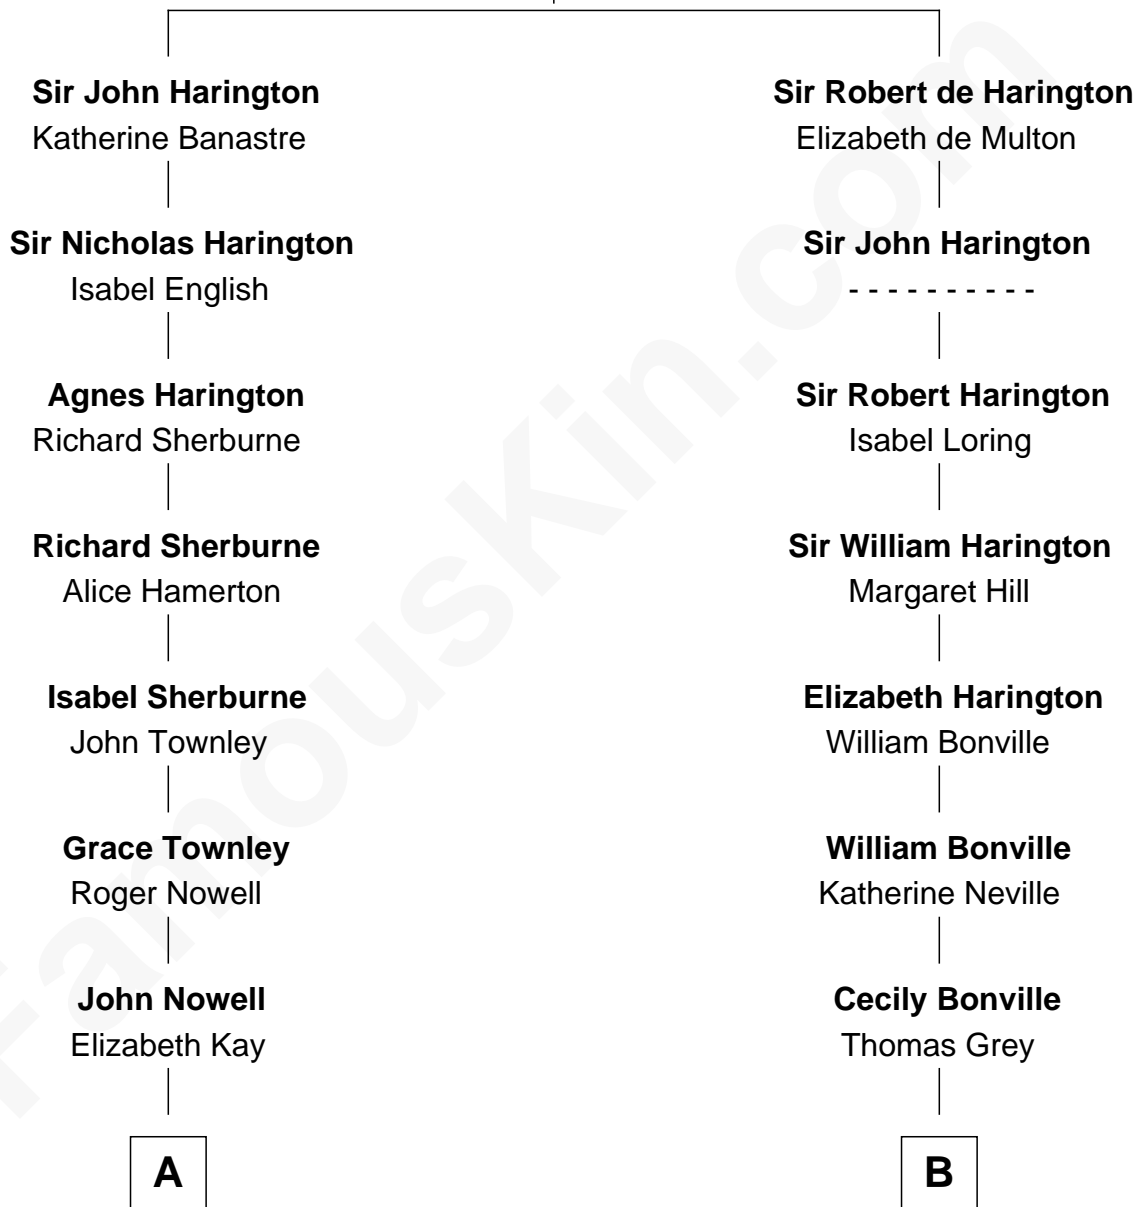 Sir John Harington
Katherine Banastre
Sir Nicholas Harington
Isabel English
Agnes Harington
Richard Sherburne
Richard Sherburne
Alice Hamerton
Isabel Sherburne
John Townley
Grace Townley
Roger Nowell
John Nowell
Elizabeth Kay
A
Sir Robert de Harington
Elizabeth de Multon
Sir John Harington
- - - - - - - - - -
Sir Robert Harington
Isabel Loring
Sir William Harington
Margaret Hill
Elizabeth Harington
William Bonville
William Bonville
Katherine Neville
Cecily Bonville
Thomas Grey
B
FamousKin.com